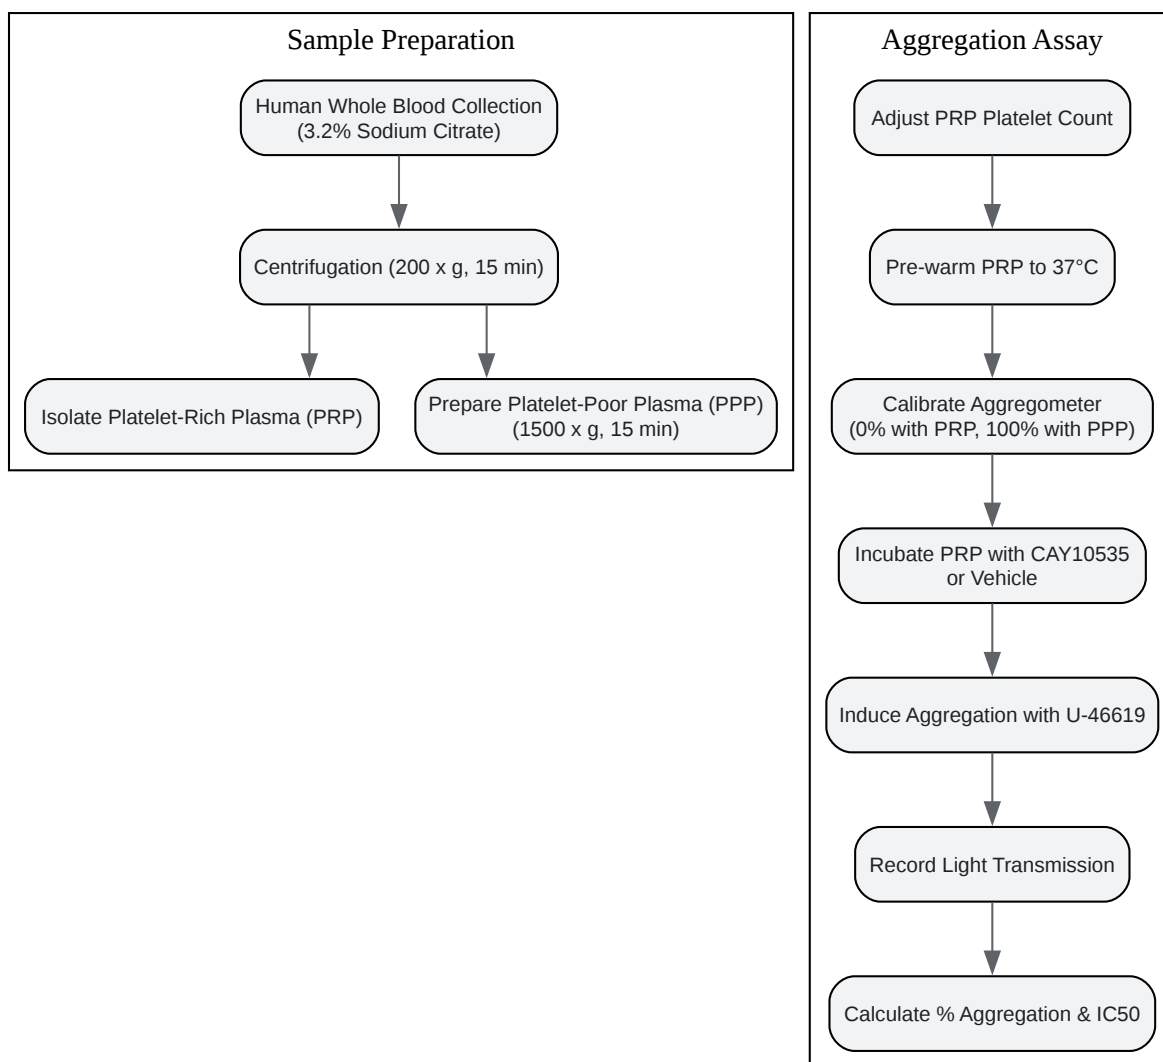 Sample Preparation
Human Whole Blood Collection
(3.2% Sodium Citrate)
Centrifugation (200 x g, 15 min)
Isolate Platelet-Rich Plasma (PRP)
Prepare Platelet-Poor Plasma (PPP)
(1500 x g, 15 min)
Aggregation Assay
Adjust PRP Platelet Count
Pre-warm PRP to 37°C
Calibrate Aggregometer
(0% with PRP, 100% with PPP)
Incubate PRP with CAY10535
or Vehicle
Induce Aggregation with U-46619
Record Light Transmission
Calculate % Aggregation & IC50